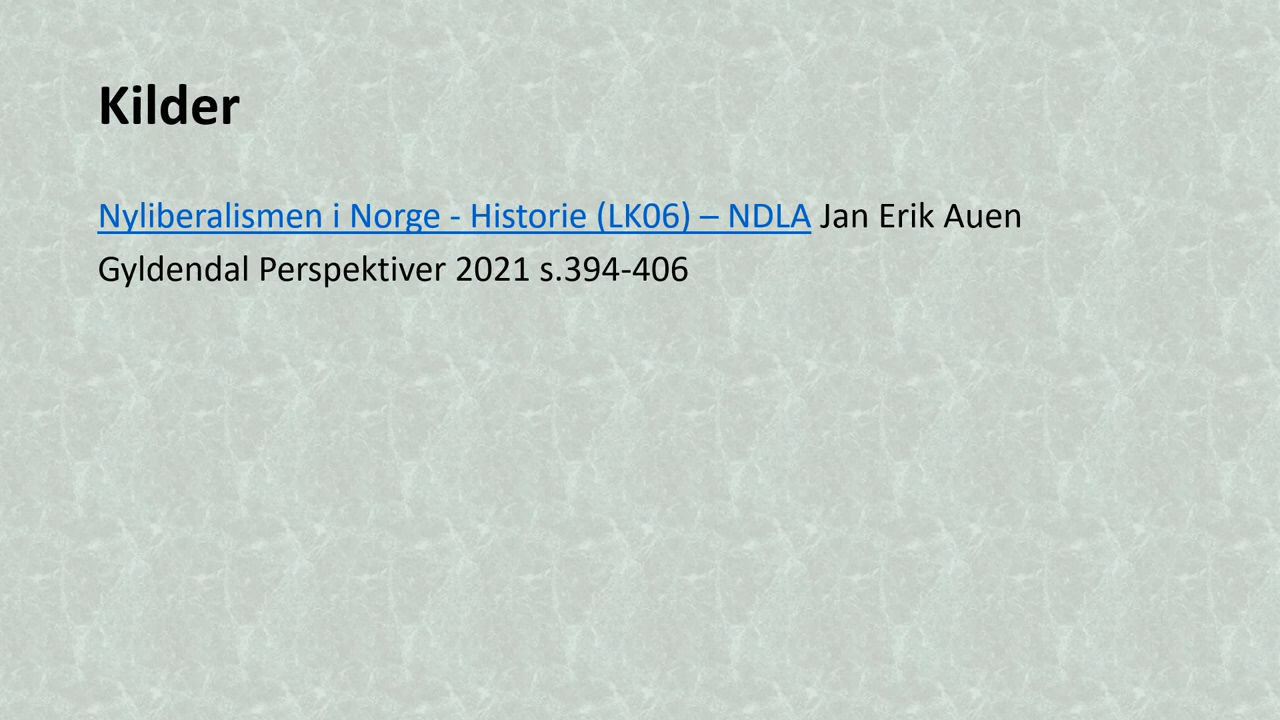 Kilder
Nyliberalismen i Norge - Historie (LK06) – NDLA Jan Erik Auen
Gyldendal Perspektiver 2021 s.394-406